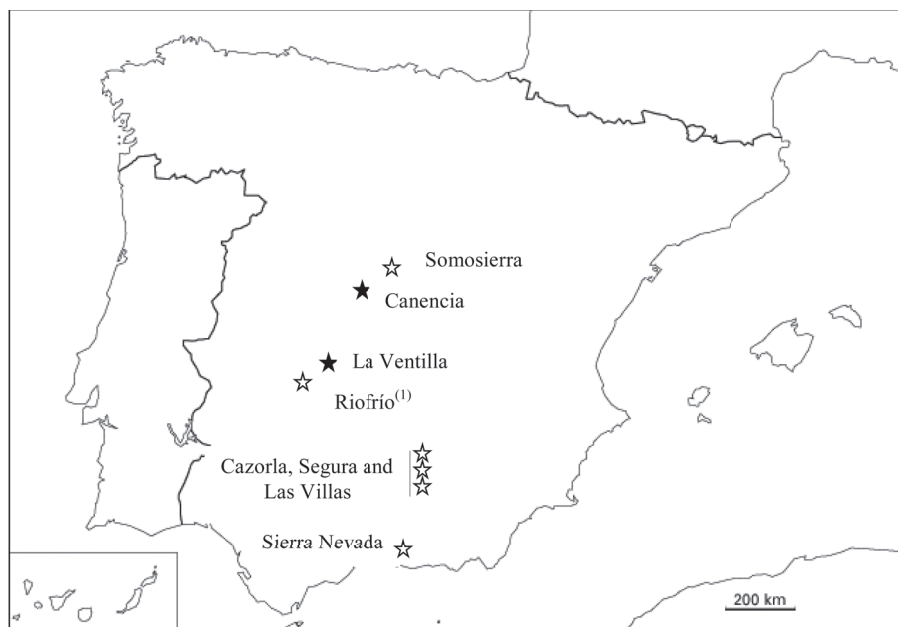 Somosierra
Canencia
La Ventilla
Riofrío(1)
Cazorla, Segura and
Las Villas
Sierra Nevada
200 km